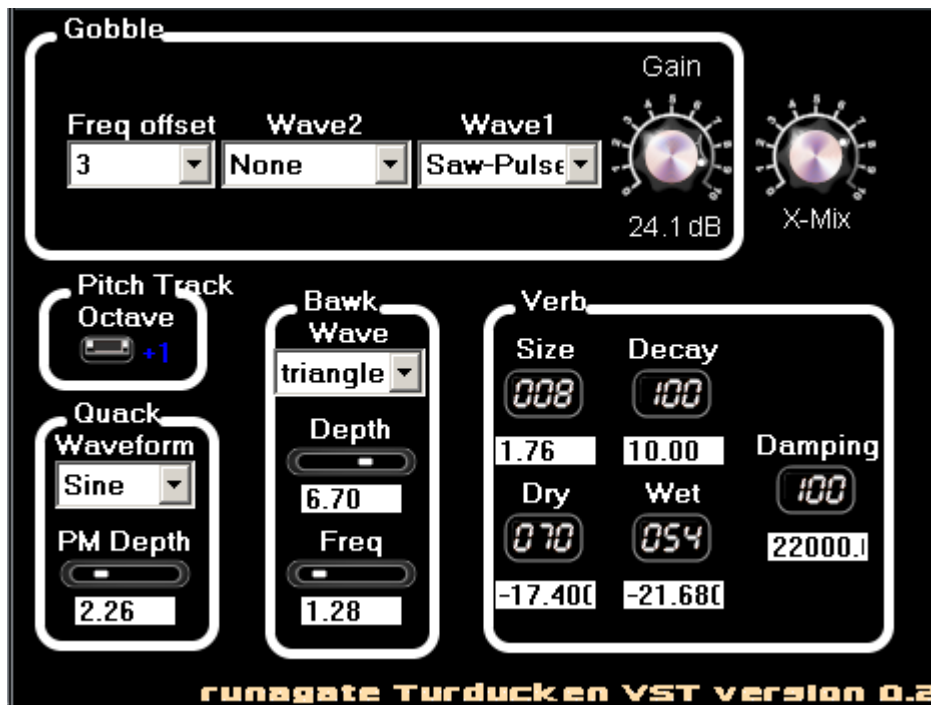 Gobble
Gain
Freq offset Wave2 Wave1
3 None Saw-Pulse
24.1 dB
X-Mix
Pitch Track
Octave
+1
Bawk
Wave
triangle
Depth
6.70
Freq
1.28
Quack
Waveform
Sine
PM Depth
2.26
Verb
Size Decay
008 100
1.76 10.00
Damping
100
22000.
Dry Wet
070 054
-17.400 -21.680
runagate Turducken VST version 0.2